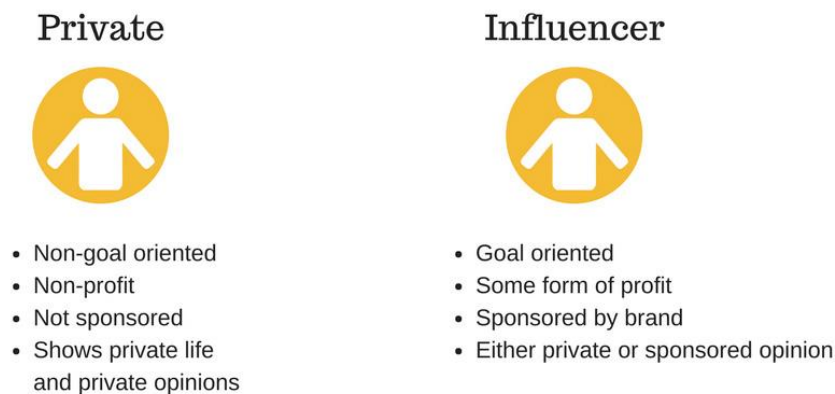 Private
• Non-goal oriented
• Non-profit
• Not sponsored
• Shows private life
and private opinions
Influencer
• Goal oriented
• Some form of profit
• Sponsored by brand
• Either private or sponsored opinion